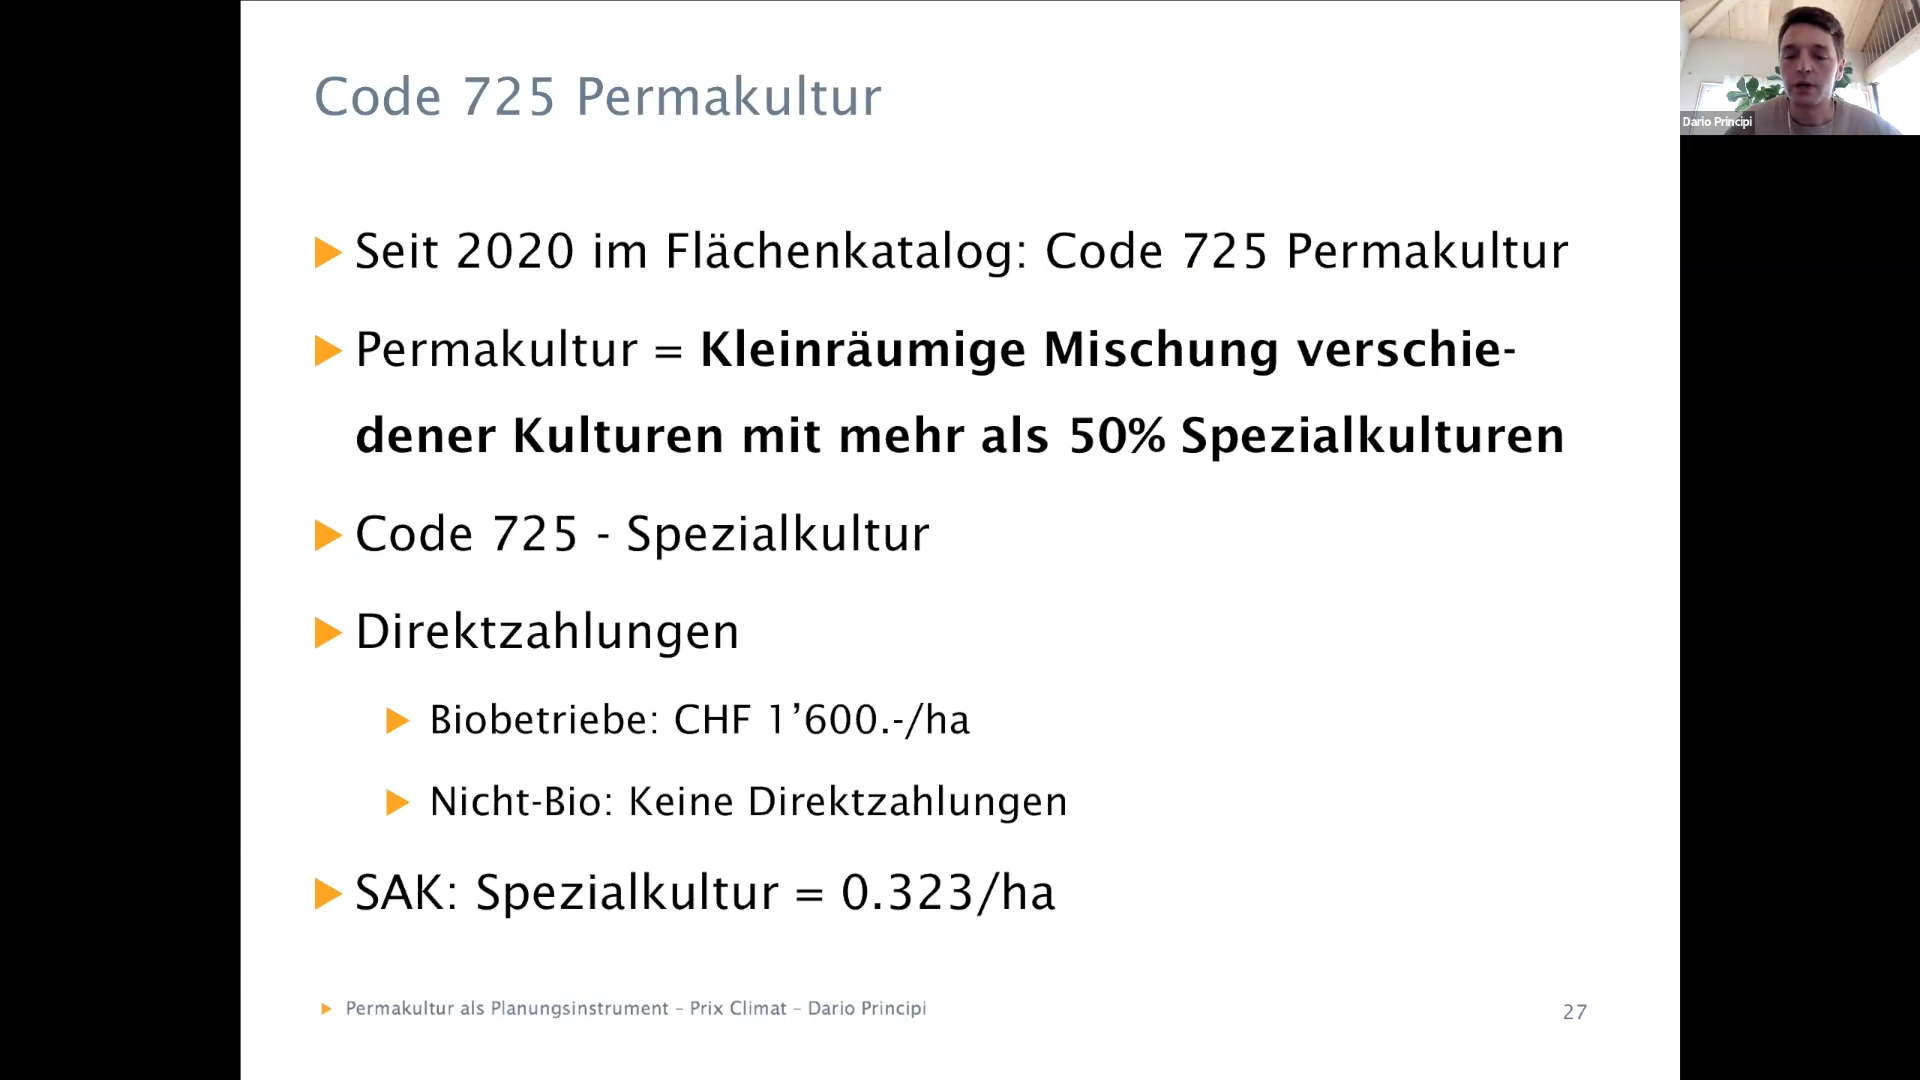 Code 725 Permakultur
Dario Principi
Seit 2020 im Flächenkatalog: Code 725 Permakultur
Permakultur = Kleinräumige Mischung verschie-
dener Kulturen mit mehr als 50% Spezialkulturen
Code 725 - Spezialkultur
Direktzahlungen
Biobetriebe: CHF 1’600.-/ha
Nicht-Bio: Keine Direktzahlungen
SAK: Spezialkultur = 0.323/ha
Permakultur als Planungsinstrument – Prix Climat – Dario Principi
27